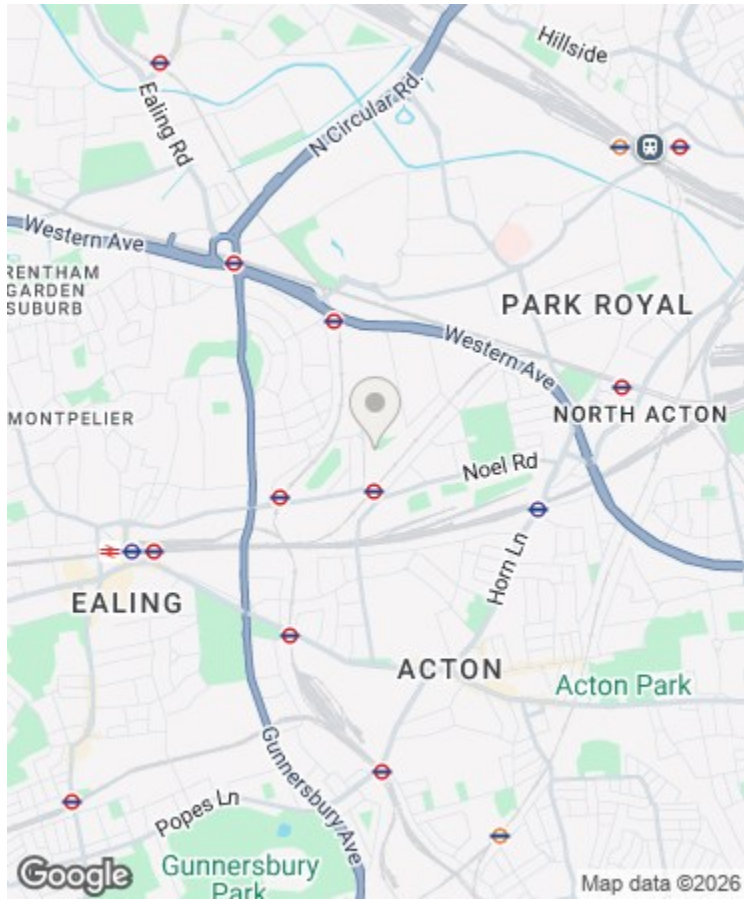 Hillside
Ealing Rd
N Circular Rd.
Western Ave
RENTHAM
GARDEN
SUBURB
PARK ROYAL
Western Ave
MONTPELIER
NORTH ACTON
Noel Rd
Horn Ln
EALING
ACTON
Acton Park
Gunnersbury Ave
Popes Ln
Gunnersbury
Park
Google
Map data ©2026